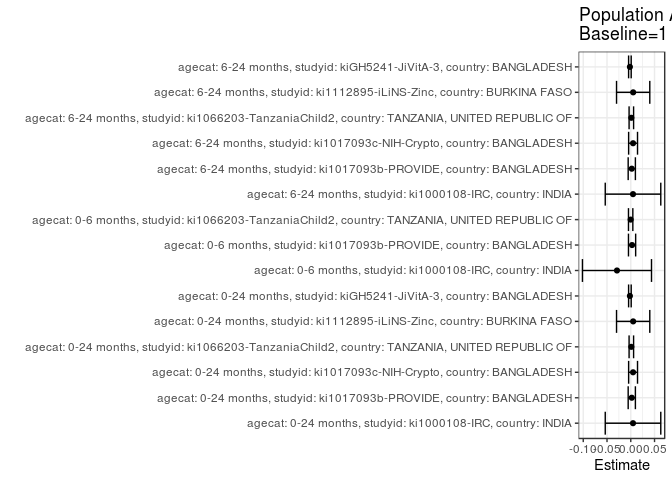 Population
Baseline=1
agecat: 6-24 months, studyid: kiGH5241-JiVitA-3, country: BANGLADESH
agecat: 6-24 months, studyid: ki1112895-iLiNS-Zinc, country: BURKINA FASO
agecat: 6-24 months, studyid: ki1066203-TanzaniaChild2, country: TANZANIA, UNITED REPUBLIC OF
agecat: 6-24 months, studyid: ki1017093c-NIH-Crypto, country: BANGLADESH
agecat: 6-24 months, studyid: ki1017093b-PROVIDE, country: BANGLADESH
agecat: 6-24 months, studyid: ki1000108-IRC, country: INDIA
agecat: 0-6 months, studyid: ki1066203-TanzaniaChild2, country: TANZANIA, UNITED REPUBLIC OF
agecat: 0-6 months, studyid: ki1017093b-PROVIDE, country: BANGLADESH
agecat: 0-6 months, studyid: ki1000108-IRC, country: INDIA
agecat: 0-24 months, studyid: kiGH5241-JiVitA-3, country: BANGLADESH
agecat: 0-24 months, studyid: ki1112895-iLiNS-Zinc, country: BURKINA FASO
agecat: 0-24 months, studyid: ki1066203-TanzaniaChild2, country: TANZANIA, UNITED REPUBLIC OF
agecat: 0-24 months, studyid: ki1017093c-NIH-Crypto, country: BANGLADESH
agecat: 0-24 months, studyid: ki1017093b-PROVIDE, country: BANGLADESH
agecat: 0-24 months, studyid: ki1000108-IRC, country: INDIA
-0.10 -0.05 0.00 0.05
Estimate